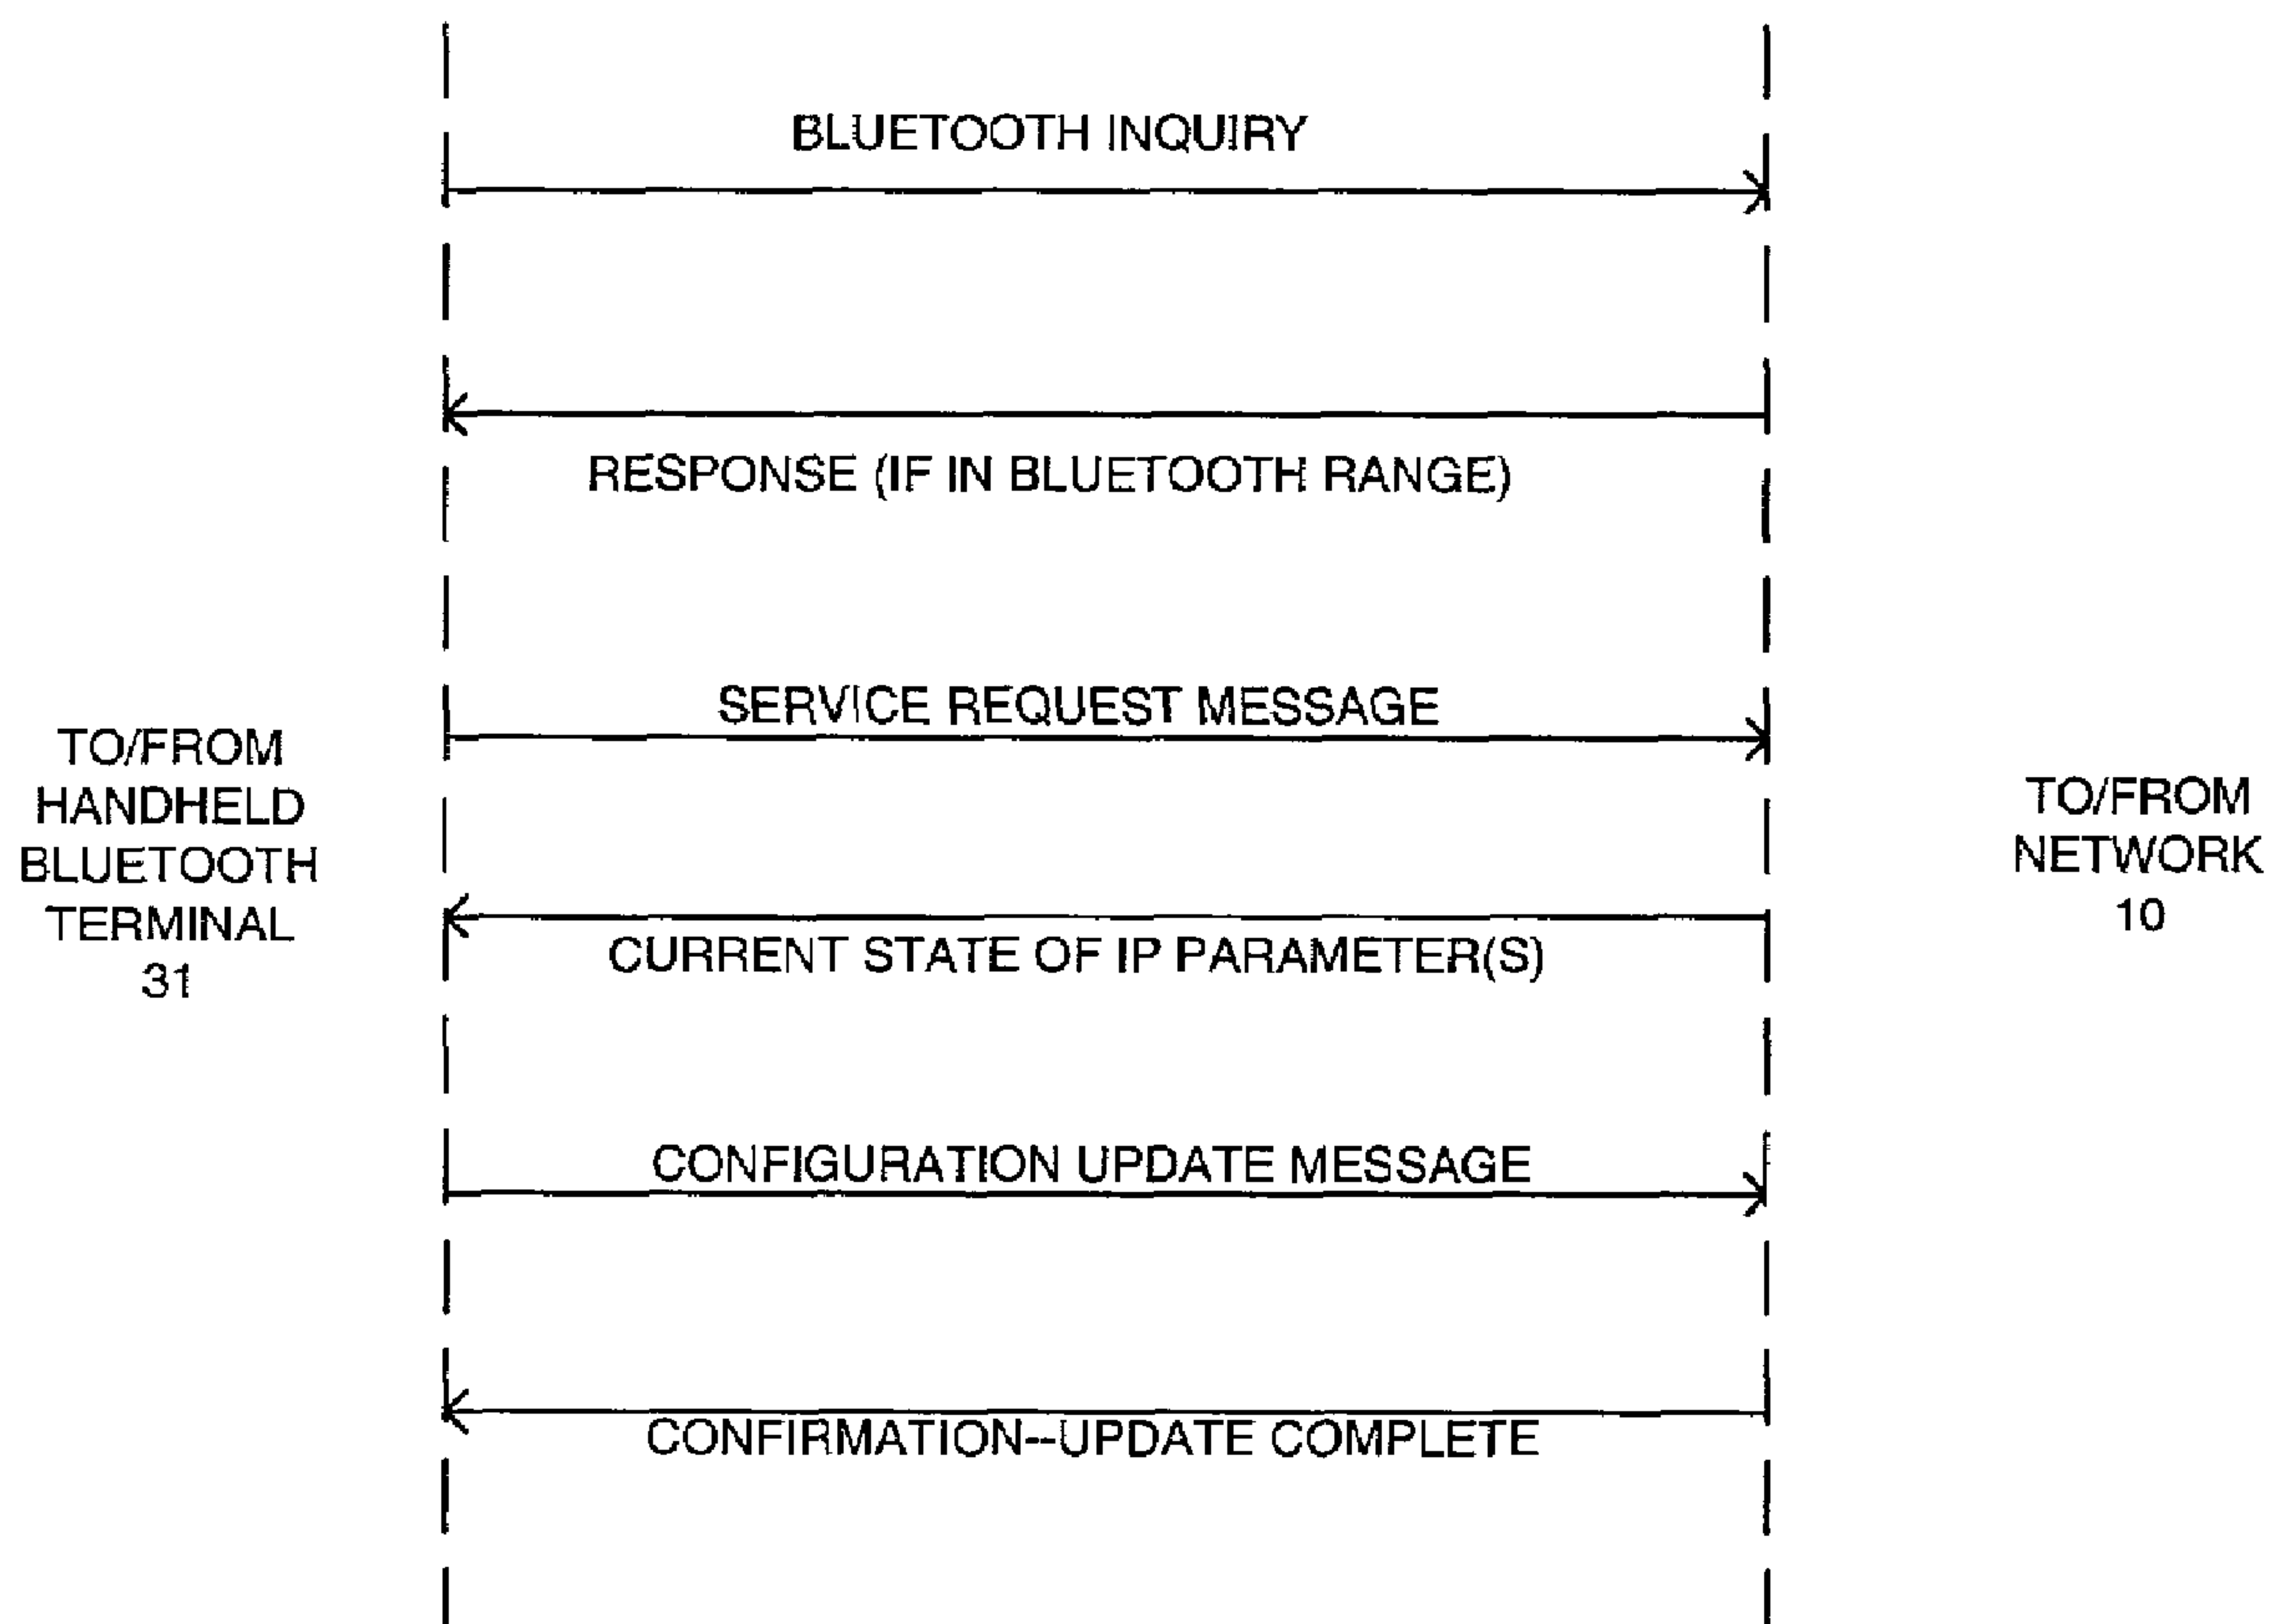 BLUETOOTH INQUIRY
RESPONSE (IF IN BLUETOOTH RANGE)
SERVICE REQUEST MESSAGE
TO/FROM
HANDHELD
BLUETOOTH
TERMINAL
31
TO/FROM
NETWORK
10
CURRENT STATE OF IP PARAMETER(S)
CONFIGURATION UPDATE MESSAGE
CONFIRMATION--UPDATE COMPLETE